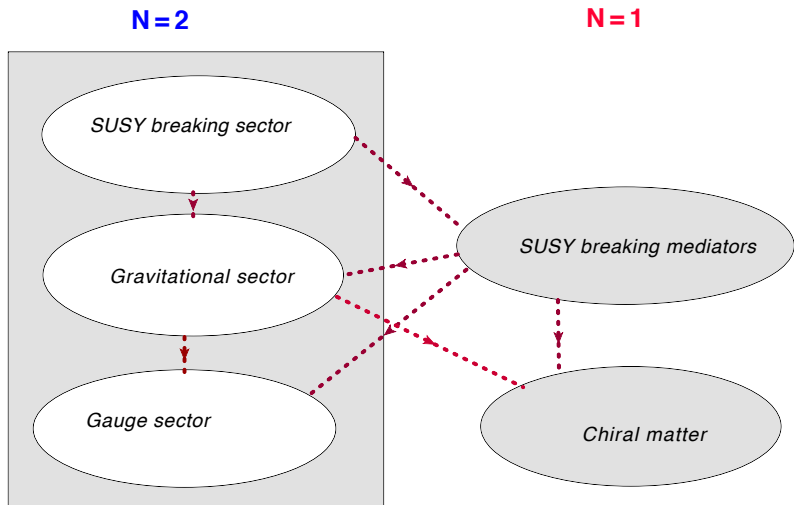 N=2
N=1
SUSY breaking sector
SUSY breaking mediators
Gravitational sector
Gauge sector
Chiral matter